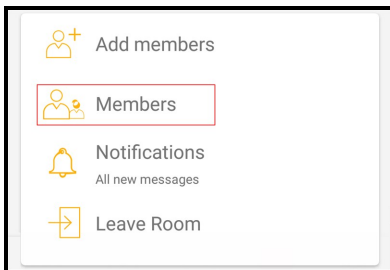 Add members
Members
Notifications
All new messages
Leave Room